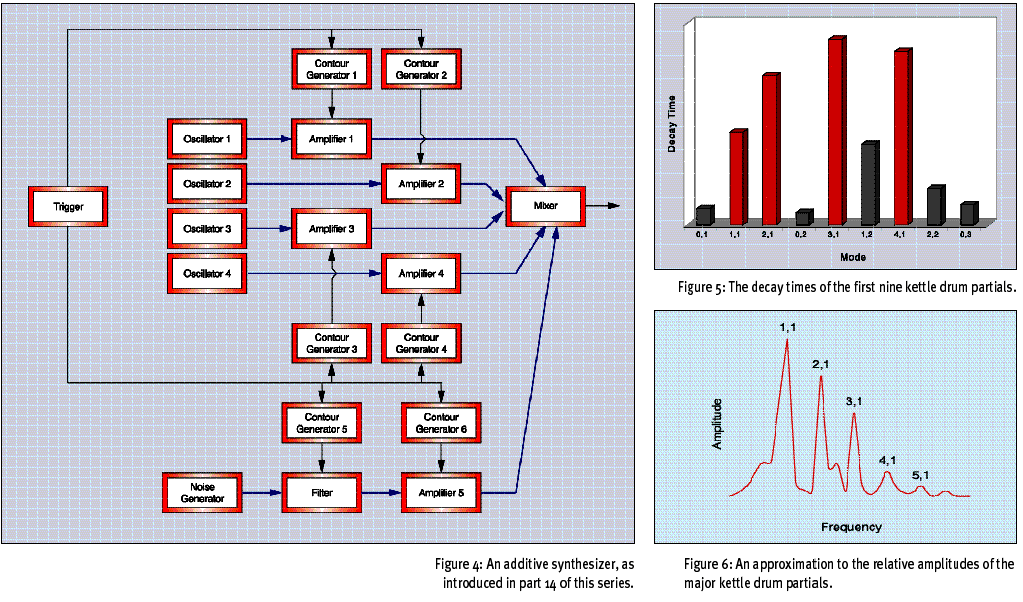 Contour
Generator 1
Contour
Generator 2
Oscillator 1
Amplifier 1
Oscillator 2
Amplifier 2
Trigger
Mixer
Oscillator 3
Amplifier 3
Oscillator 4
Amplifier 4
Contour
Generator 3
Contour
Generator 4
Contour
Generator 5
Contour
Generator 6
Noise
Generator
Filter
Amplifier 5
Figure 4: An additive synthesizer, as
introduced in part 14 of this series.
Decay Time
0,1 1,1 2,1 0,2 3,1 1,2 4,1 2,2 0,3
Mode
Figure 5: The decay times of the first nine kettle drum partials.
1,1
2,1
3,1
4,1
5,1
Amplitude
Frequency
Figure 6: An approximation to the relative amplitudes of the
major kettle drum partials.